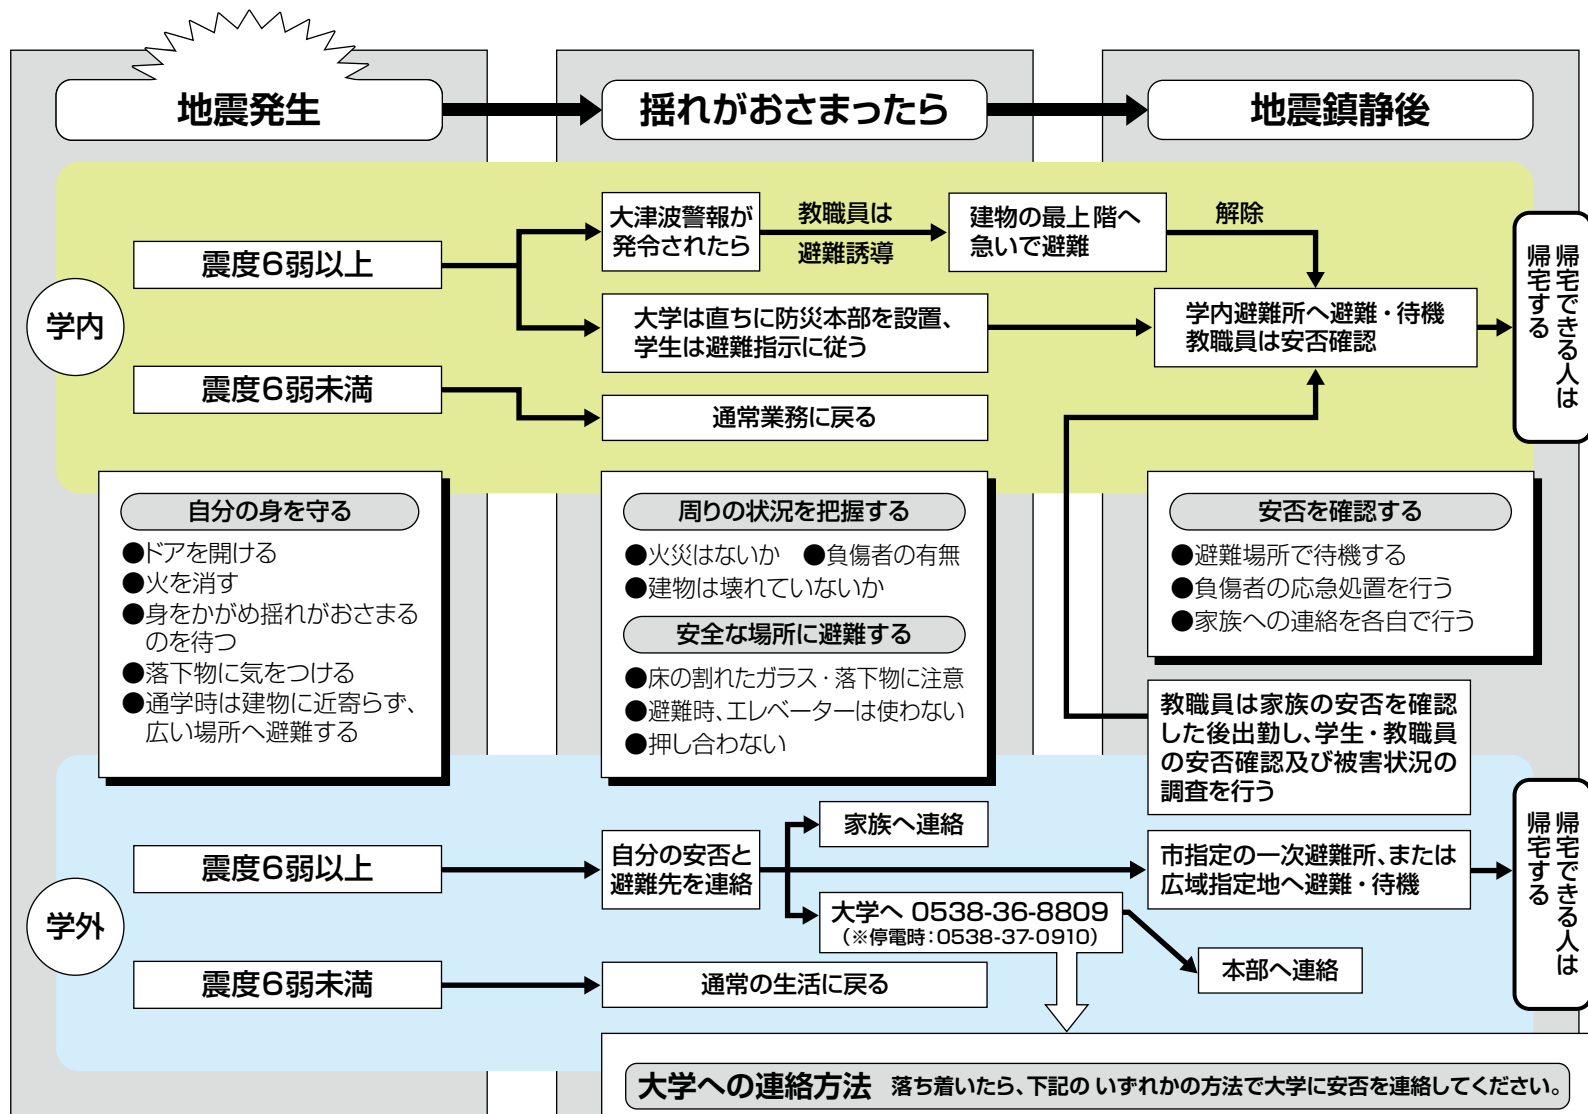 地震発生
揺れがおさまったら
地震鎮静後
学内
震度6弱以上
大津波警報が
発令されたら
教職員は
避難誘導
建物の最上階へ
急いで避難
解除
大学は直ちに防災本部を設置、
学生は避難指示に従う
学内避難所へ避難・待機
教職員は安否確認
帰宅できる人は
帰宅する
震度6弱未満
通常業務に戻る
自分の身を守る
●ドアを開ける
●火を消す
●身をかがめ揺れがおさまる
のを待つ
●落下物に気をつける
●通学時は建物に近寄らず、
広い場所へ避難する
周りの状況を把握する
●火災はないか ●負傷者の有無
●建物は壊れていないか
安全な場所に避難する
●床の割れたガラス・落下物に注意
●避難時、エレベーターは使わない
●押し合わない
安否を確認する
●避難場所で待機する
●負傷者の応急処置を行う
●家族への連絡を各自で行う
教職員は家族の安否を確認
した後出勤し、学生・教職員
の安否確認及び被害状況の
調査を行う
学外
震度6弱以上
自分の安否と
避難先を連絡
家族へ連絡
大学へ 0538-36-8809
(※停電時:0538-37-0910)
本部へ連絡
市指定の一次避難所、または
広域指定地へ避難・待機
帰宅できる人は
帰宅する
震度6弱未満
通常の生活に戻る
大学への連絡方法 落ち着いたら、下記のいずれかの方法で大学に安否を連絡してください。